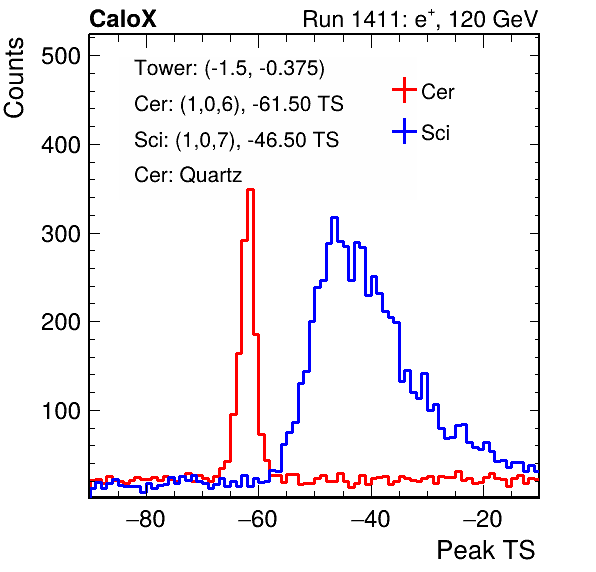 CaloX Run 1411: e⁺, 120 GeV
Counts
500
400
300
200
100
Tower: (-1.5, -0.375)
Cer: (1,0,6), -61.50 TS
Sci: (1,0,7), -46.50 TS
Cer: Quartz
Cer
Sci
−80 −60 −40 −20
Peak TS